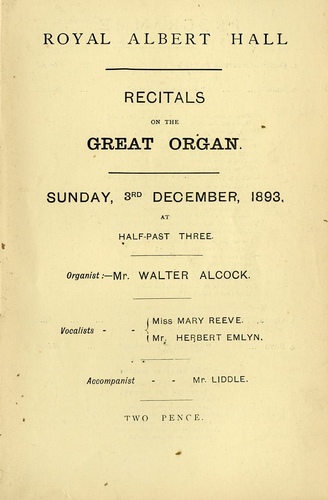 ROYAL ALBERT HALL
RECITALS
ON THE
GREAT ORGAN.
SUNDAY, 3RD DECEMBER, 1893,
AT
HALF-PAST THREE.
Organist:—Mr. WALTER ALCOCK.
Vocalists - - { Miss MARY REEVE.
Mr. HERBERT EMLYN.
Accompanist - - Mr. LIDDLE.
TWO PENCE.